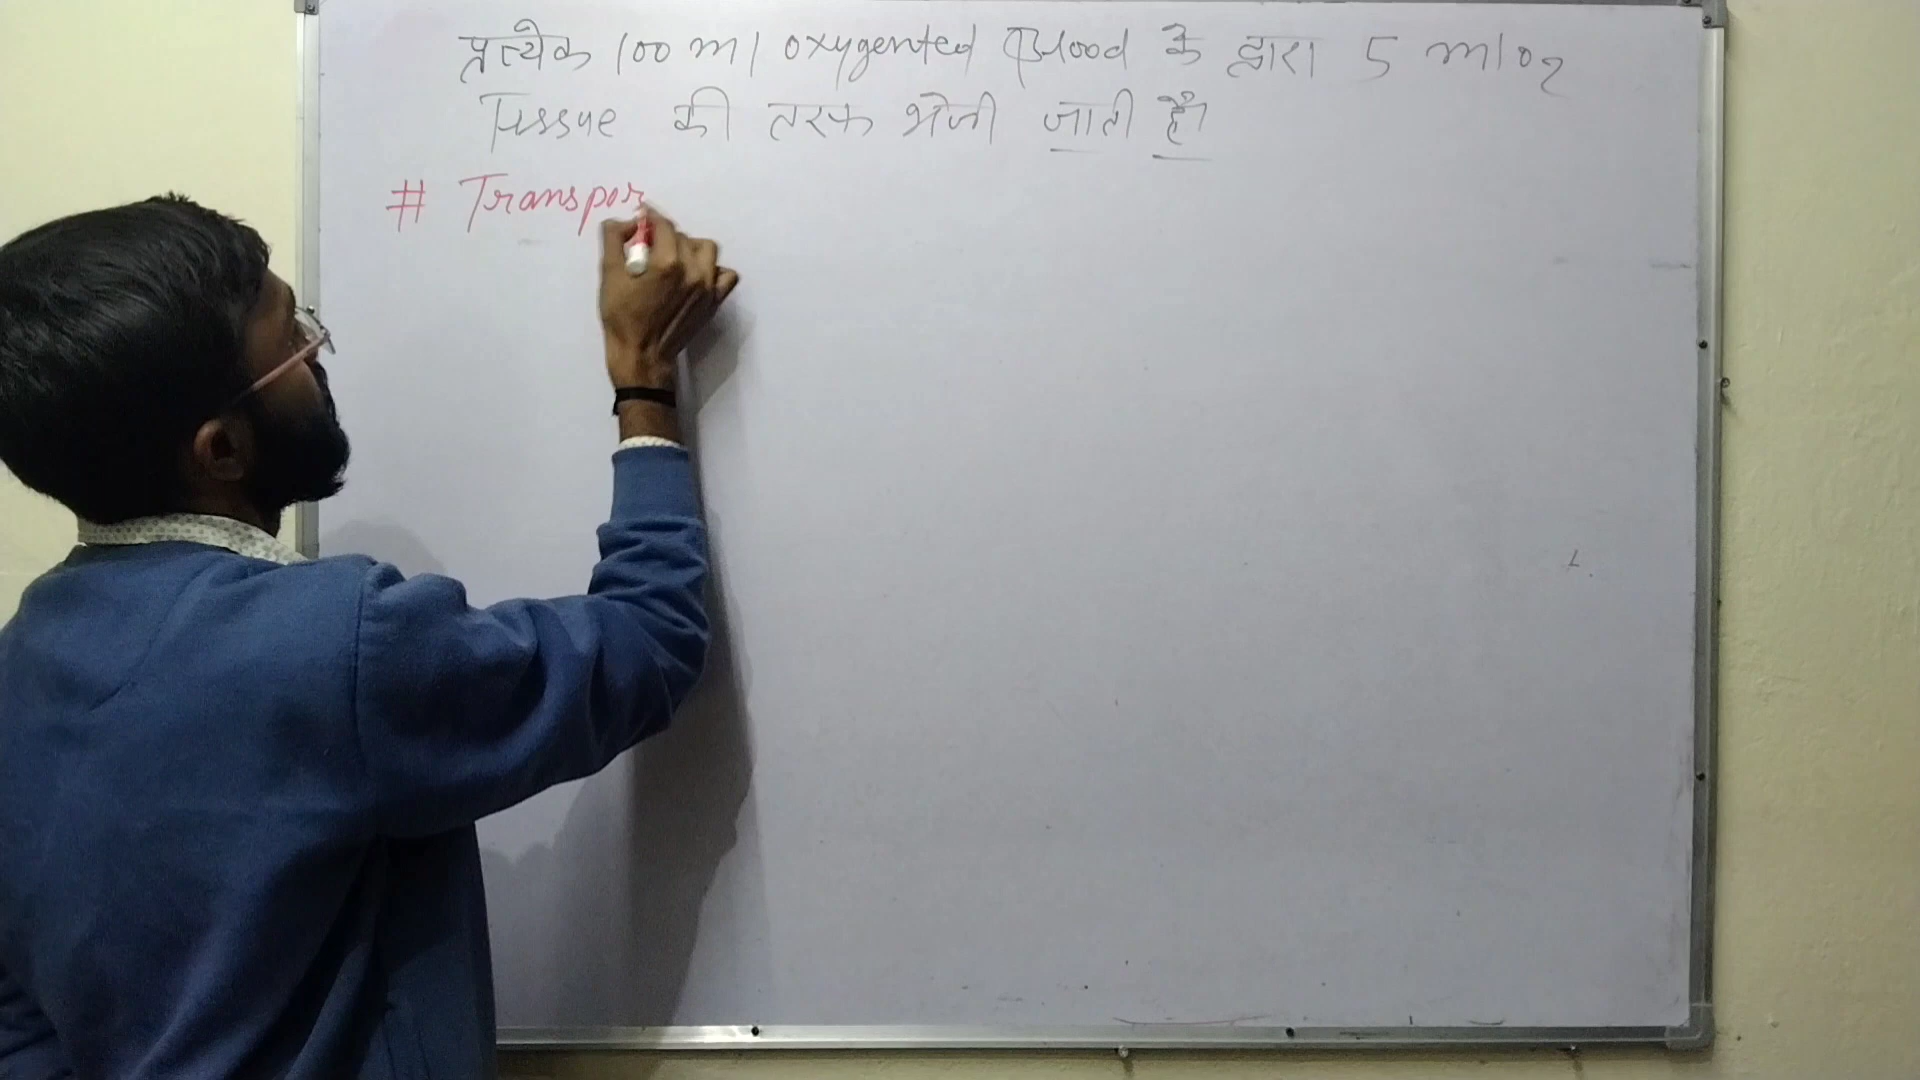 प्रत्येक 100 ml oxygented Blood के द्वारा 5 ml O2
Tissue की तरफ भेजी जाती है।
# Transpor